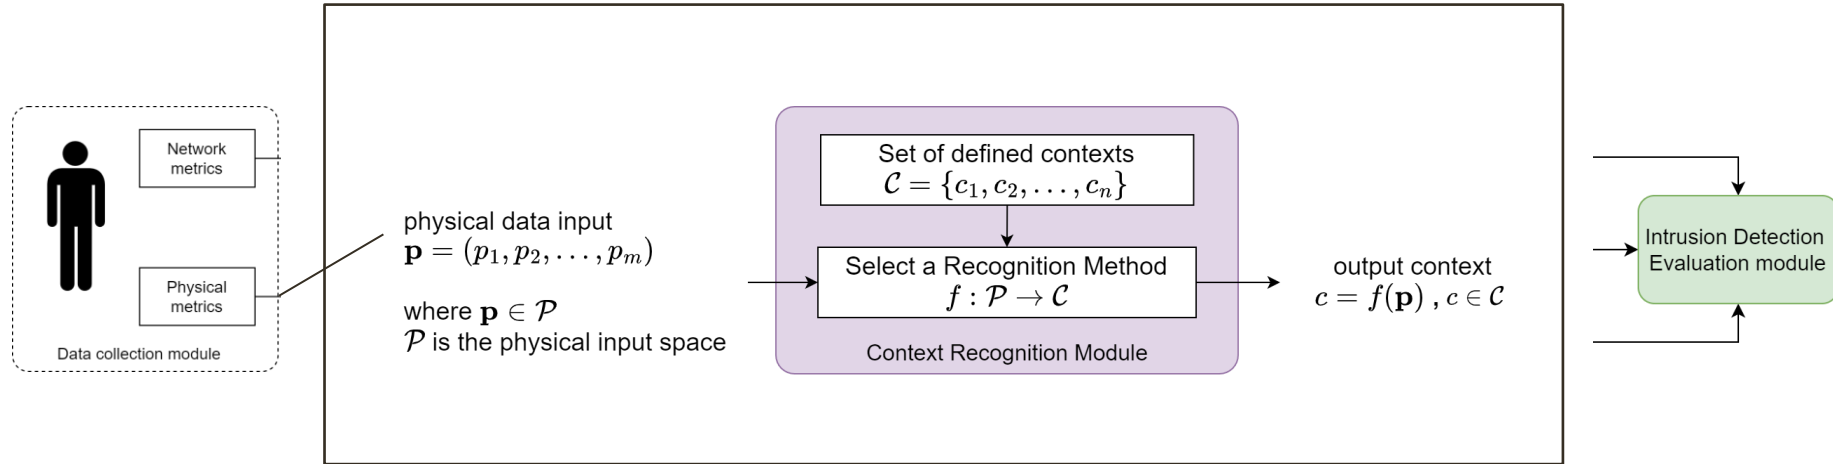 Network
metrics
Physical
metrics
Data collection module
physical data input
𝐩 = (p₁, p₂, . . . , pₘ)
where 𝐩 ∈ 𝒫
𝒫 is the physical input space
Set of defined contexts
𝒞 = {c₁, c₂, . . . , cₙ}
Select a Recognition Method
f : 𝒫 → 𝒞
Context Recognition Module
output context
c = f(𝐩) , c ∈ 𝒞
Intrusion Detection
Evaluation module